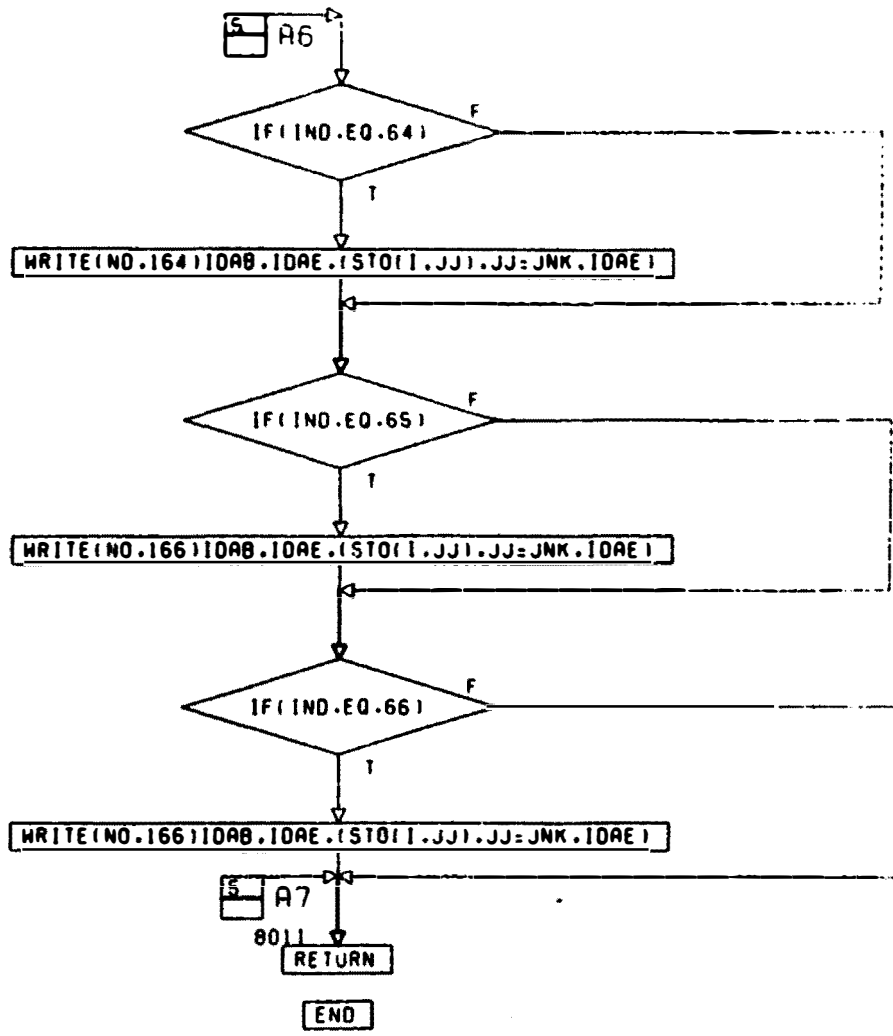 5 A6
IF(IND.EQ.64)
F
T
WRITE(NO.164)IDAB.IDAE.(STO(I.JJ).JJ=JNK.IDAE)
IF(IND.EQ.65)
F
T
WRITE(NO.166)IDAB.IDAE.(STO(I.JJ).JJ=JNK.IDAE)
IF(IND.EQ.66)
F
T
WRITE(NO.166)IDAB.IDAE.(STO(I.JJ).JJ=JNK.IDAE)
5 A7
8011
RETURN
END